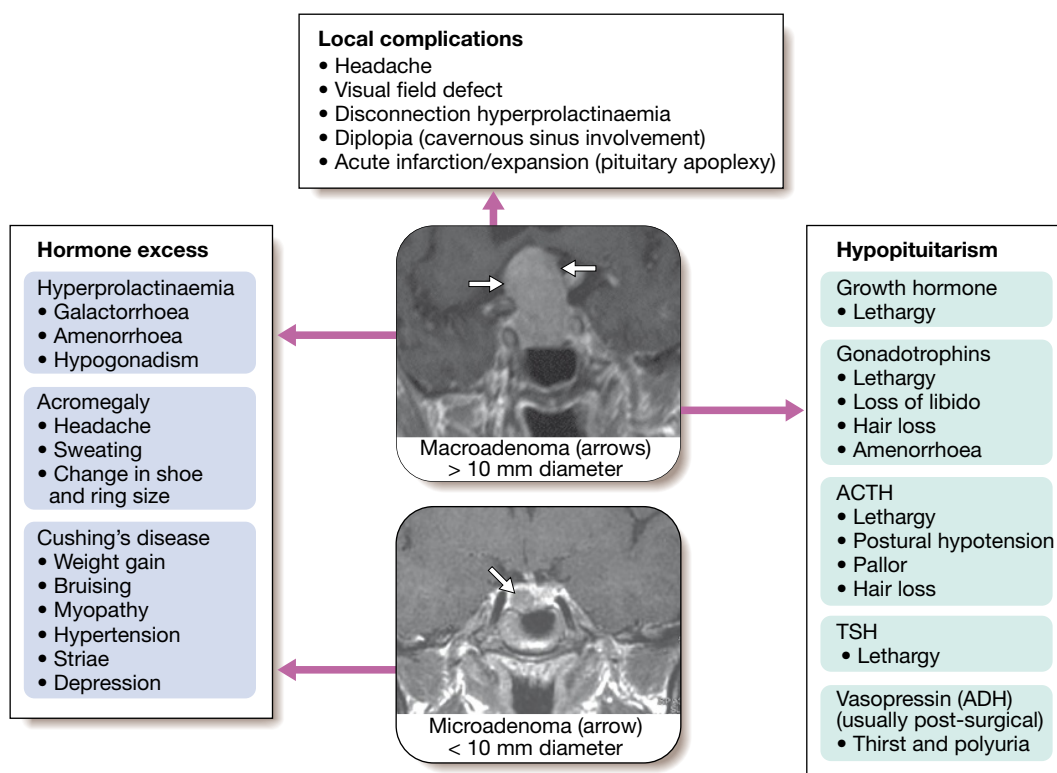 Local complications
• Headache
• Visual field defect
• Disconnection hyperprolactinaemia
• Diplopia (cavernous sinus involvement)
• Acute infarction/expansion (pituitary apoplexy)
Hormone excess
Hyperprolactinaemia
• Galactorrhoea
• Amenorrhoea
• Hypogonadism
Acromegaly
• Headache
• Sweating
• Change in shoe
and ring size
Cushing's disease
• Weight gain
• Bruising
• Myopathy
• Hypertension
• Striae
• Depression
Macroadenoma (arrows)
> 10 mm diameter
Microadenoma (arrow)
< 10 mm diameter
Hypopituitarism
Growth hormone
• Lethargy
Gonadotrophins
• Lethargy
• Loss of libido
• Hair loss
• Amenorrhoea
ACTH
• Lethargy
• Postural hypotension
• Pallor
• Hair loss
TSH
• Lethargy
Vasopressin (ADH)
(usually post-surgical)
• Thirst and polyuria